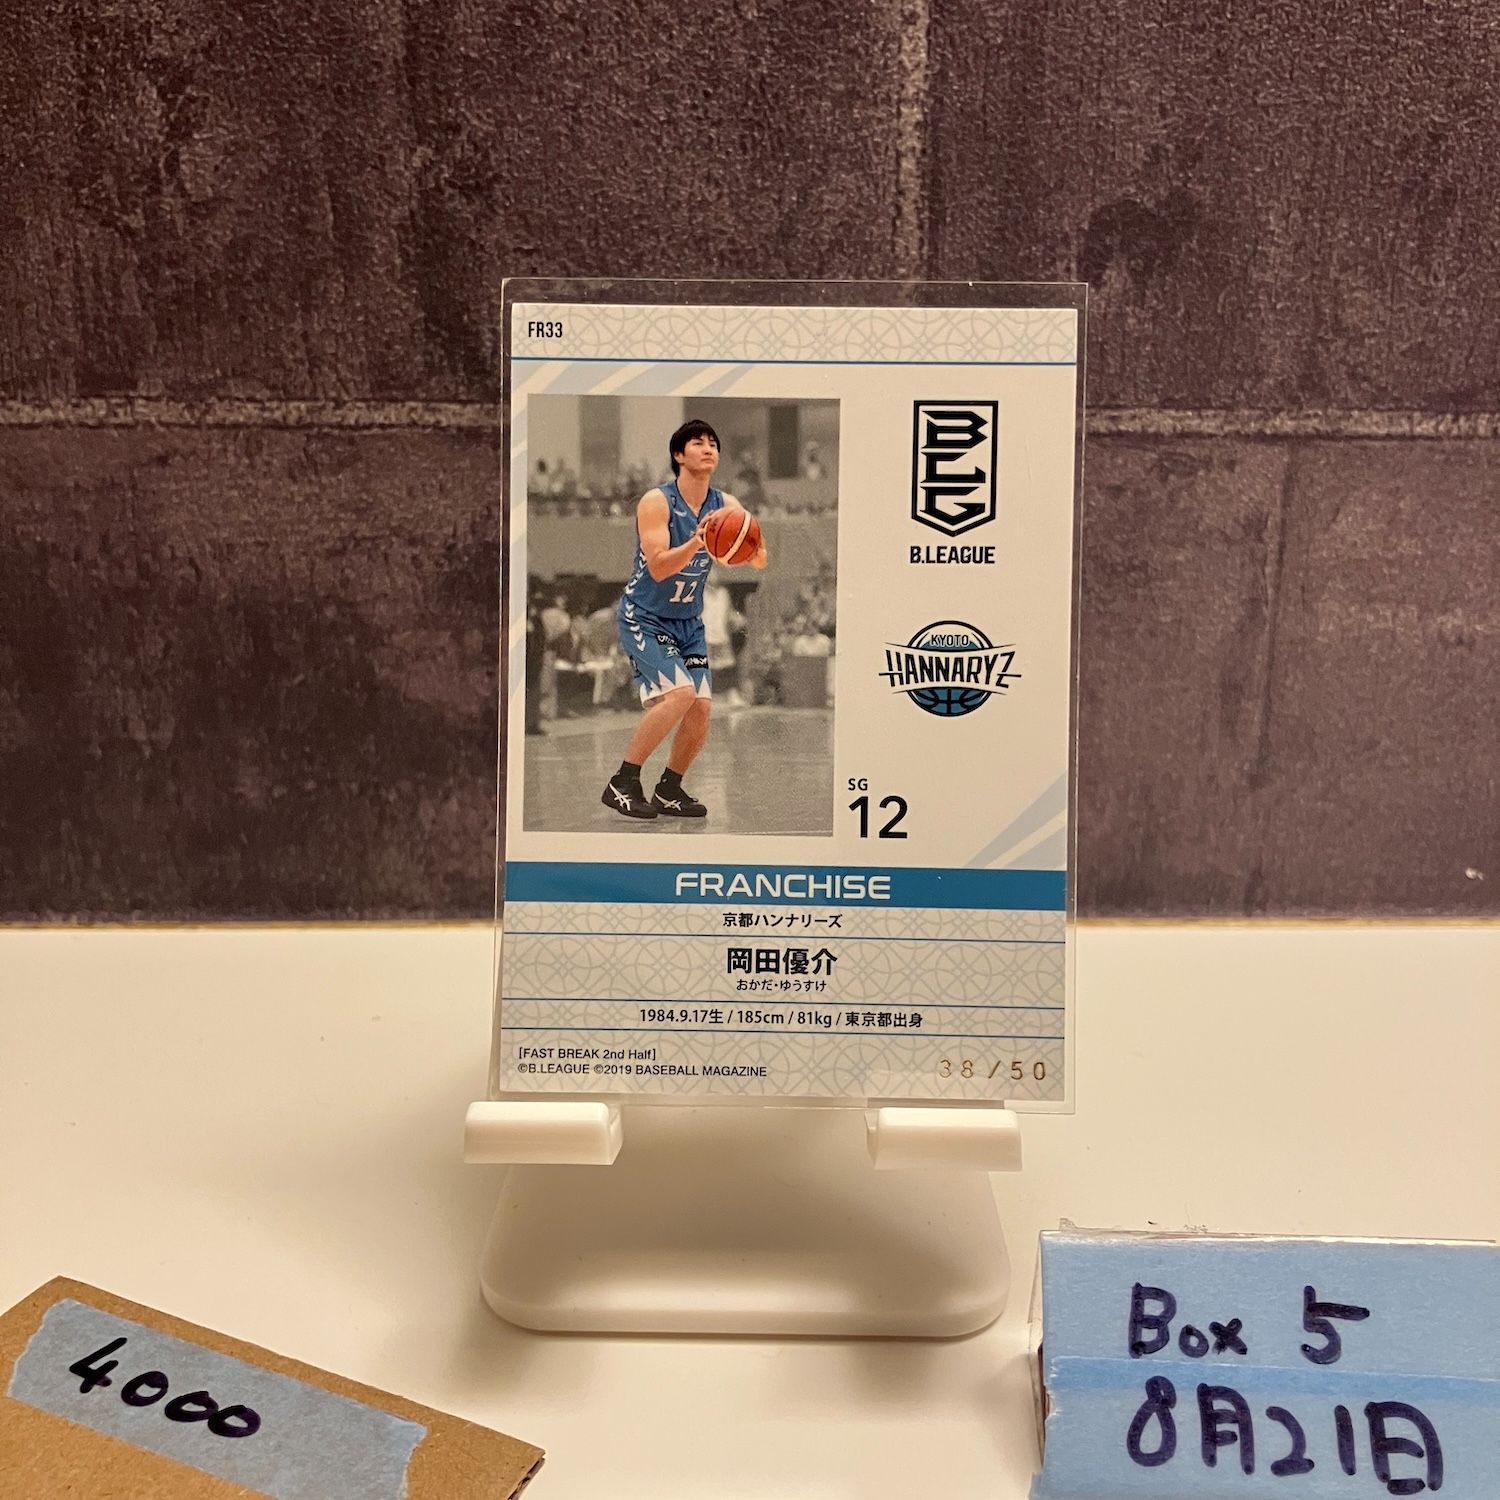 FR33
BLG
B.LEAGUE
KYOTO
HANNARYZ
12
SG
12
FRANCHISE
京都ハンナリーズ
岡田優介
おかだ・ゆうすけ
1984.9.17生 / 185cm / 81kg / 東京都出身
[FAST BREAK 2nd Half]
©B.LEAGUE ©2019 BASEBALL MAGAZINE
38/50
4000
Box 5
8月21日